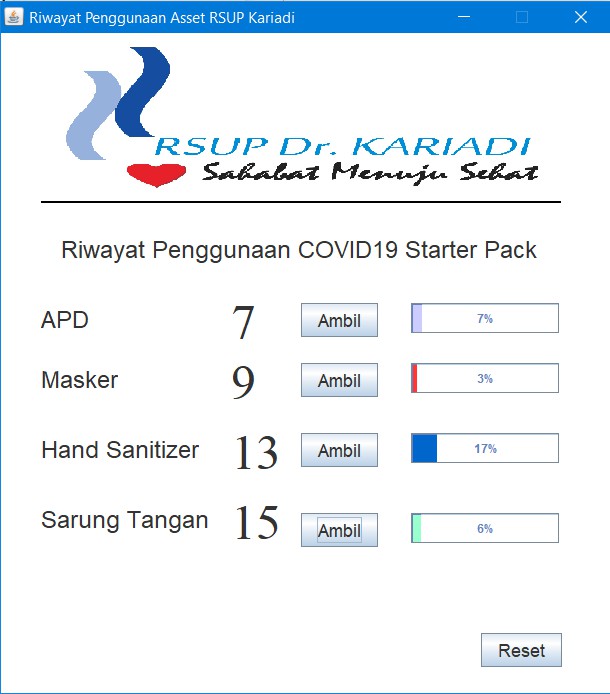 Riwayat Penggunaan Asset RSUP Kariadi
RSUP Dr. KARIADI
Sahabat Menuju Sehat
Riwayat Penggunaan COVID19 Starter Pack
APD 7 Ambil 7%
Masker 9 Ambil 3%
Hand Sanitizer 13 Ambil 17%
Sarung Tangan 15 Ambil 6%
Reset